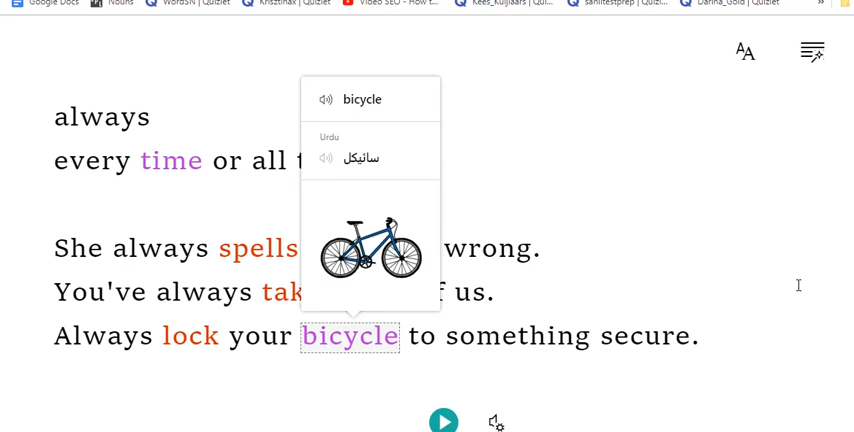 Google Docs Nouns WordSN | Quizlet Krisztinax | Quizlet Video SEO - How t... Kees_Kuijlaars | Qui... sanlitestprep | Quizl... Darina_Gold | Quizlet »
AA
always
every time or all t
She always spells wrong.
You've always tak f us.
Always lock your bicycle to something secure.
bicycle
Urdu
سائیکل